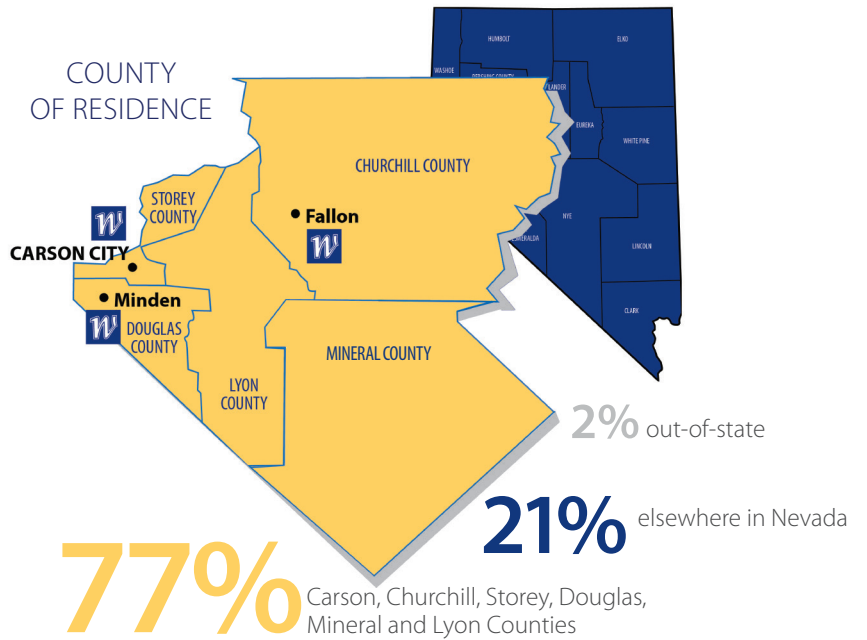 COUNTY
OF RESIDENCE
HUMBOLT
ELKO
WASHOE
PERSHING COUNTY
LANDER
EUREKA
WHITE PINE
CHURCHILL COUNTY
STOREY
COUNTY
W
Fallon
W
NYE
ESMERALDA
LINCOLN
CARSON CITY
Minden
W
DOUGLAS
COUNTY
CLARK
MINERAL COUNTY
LYON
COUNTY
2% out-of-state
21% elsewhere in Nevada
77% Carson, Churchill, Storey, Douglas,
Mineral and Lyon Counties